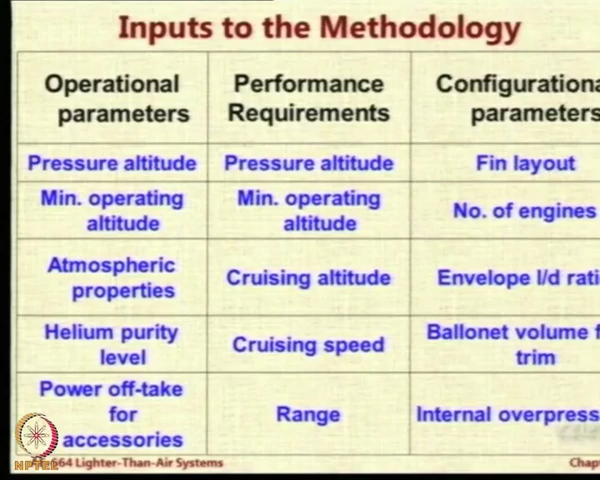 Inputs to the Methodology
Operational
parameters
Performance
Requirements
Configurationa
parameters
Pressure altitude
Pressure altitude
Fin layout
Min. operating
altitude
Min. operating
altitude
No. of engines
Atmospheric
properties
Cruising altitude
Envelope l/d rati
Helium purity
level
Cruising speed
Ballonet volume f
trim
Power off-take
for
accessories
Range
Internal overpress
NPTEL
664 Lighter-Than-Air Systems
Chap